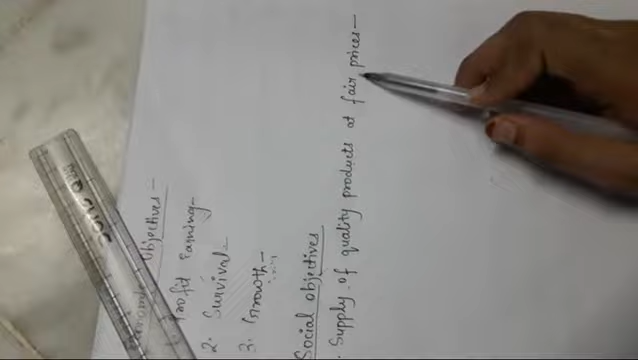 Objectives -
Profit Earning -
2. Survival -
3. Growth -
Social objectives
Supply of quality products at fair prices -